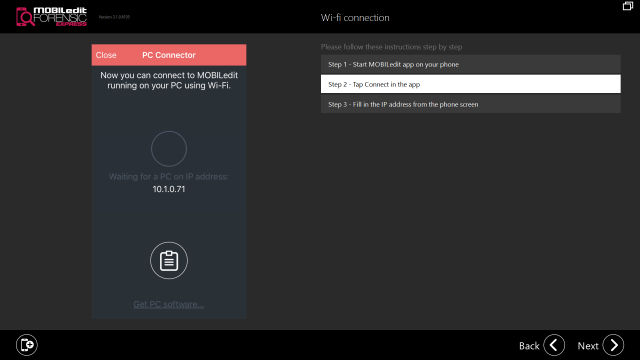 MOBILedit
FORENSIC
EXPRESS
Wi-fi connection
Close PC Connector
Now you can connect to MOBILedit
running on your PC using Wi-Fi.
Waiting for a PC on IP address:
10.1.0.71
Get PC software...
Please follow these instructions step by step
Step 1 - Start MOBILedit app on your phone
Step 2 - Tap Connect in the app
Step 3 - Fill in the IP address from the phone screen
Back Next